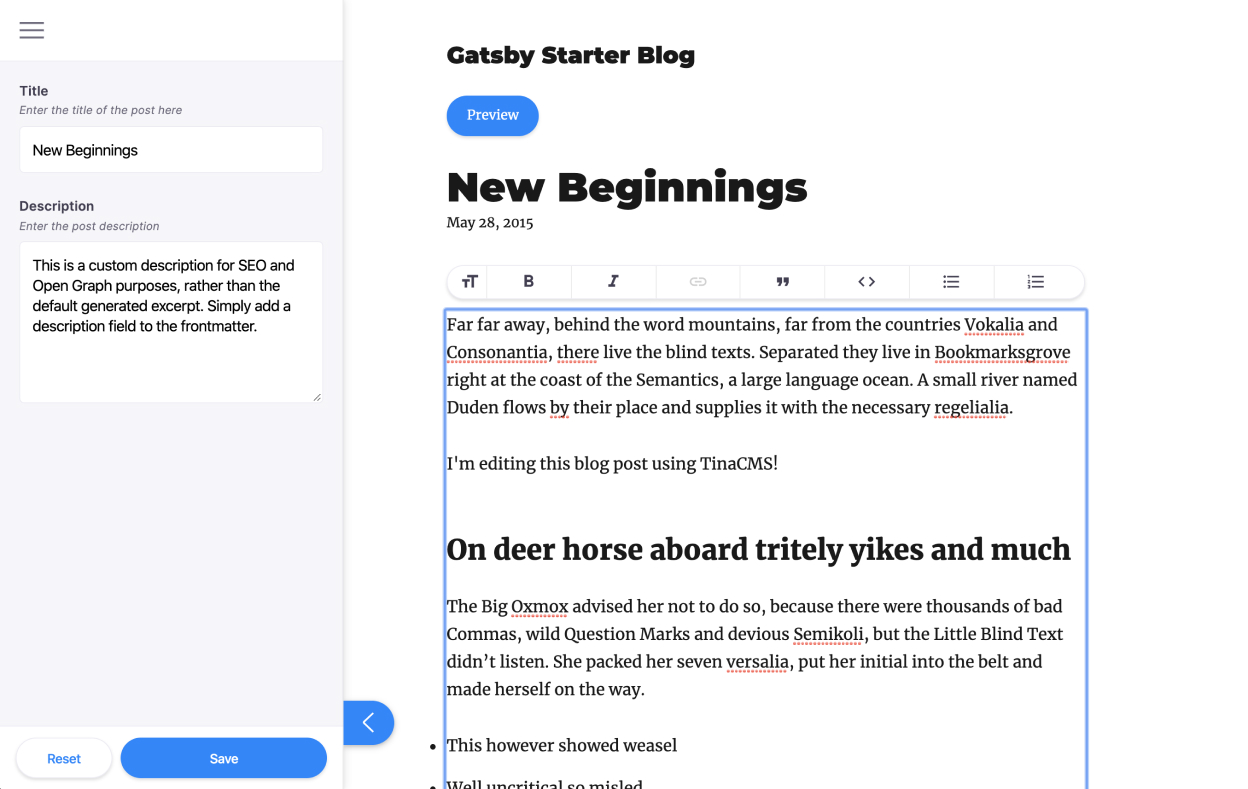 Title
Enter the title of the post here
New Beginnings
Description
Enter the post description
This is a custom description for SEO and
Open Graph purposes, rather than the
default generated excerpt. Simply add a
description field to the frontmatter.
Reset
Save
Gatsby Starter Blog
Preview
New Beginnings
May 28, 2015
Far far away, behind the word mountains, far from the countries Vokalia and
Consonantia, there live the blind texts. Separated they live in Bookmarksgrove
right at the coast of the Semantics, a large language ocean. A small river named
Duden flows by their place and supplies it with the necessary regelialia.
I'm editing this blog post using TinaCMS!
On deer horse aboard tritely yikes and much
The Big Oxmox advised her not to do so, because there were thousands of bad
Commas, wild Question Marks and devious Semikoli, but the Little Blind Text
didn’t listen. She packed her seven versalia, put her initial into the belt and
made herself on the way.
• This however showed weasel
• Well uncritical so misled